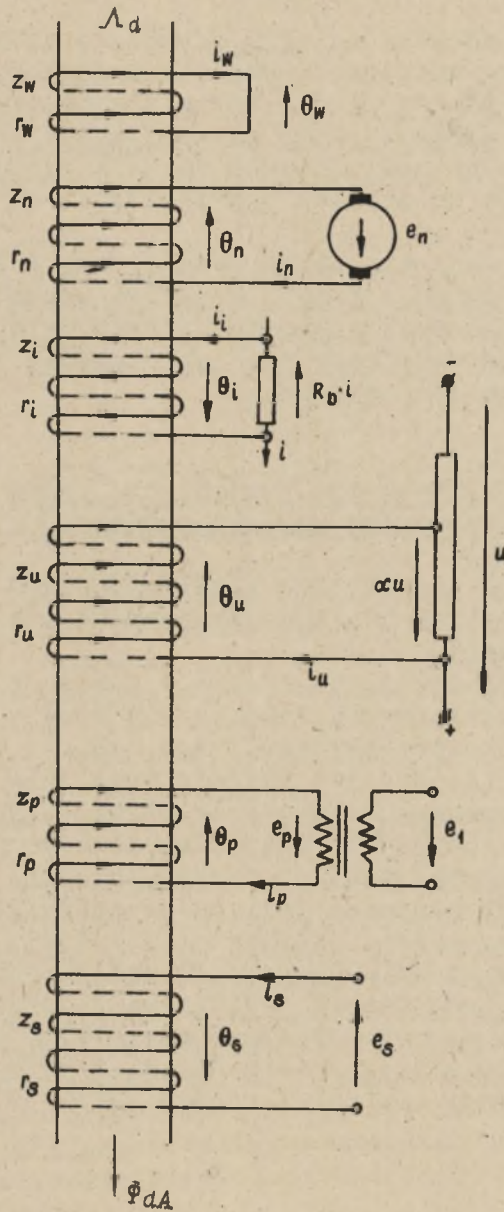 Λd
iw
zw
θw
rw
zn
en
θn
rn
in
ii
zi
θi
Rb·i
ri
i
-
u
zu
θu
αu
ru
iu
+
zp
ep
e1
θp
rp
ip
is
zs
θs
es
rs
ΦdA